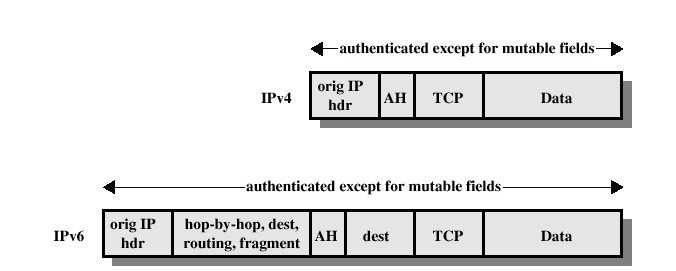 authenticated except for mutable fields
IPv4
orig IP
hdr
AH
TCP
Data
authenticated except for mutable fields
IPv6
orig IP
hdr
hop-by-hop, dest,
routing, fragment
AH
dest
TCP
Data